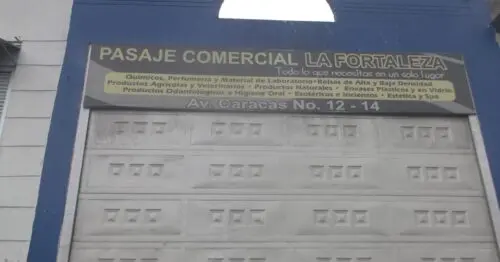 PASAJE COMERCIAL LA FORTALEZA
Todo lo que necesitas en un solo lugar
Químicos, Perfumería y Material de Laboratorio · Bolsas de Alta y Baja Densidad
Productos Agrícolas y Veterinarios · Productos Naturales · Envases Plasticos y en Vidrio
Productos Odontológicos e Higiene Oral · Esotéricos e Inciensos · Estética y Spa
Av. Caracas No. 12 - 14